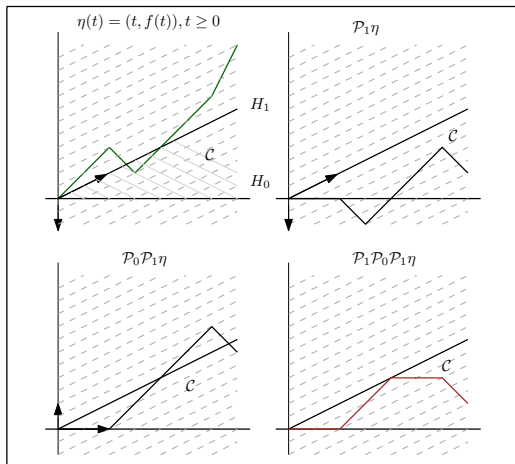 η(t) = (t, f(t)), t ≥ 0
𝒫₁η
H₁
𝒞
H₀
𝒞
𝒫₀𝒫₁η
𝒫₁𝒫₀𝒫₁η
𝒞
𝒞